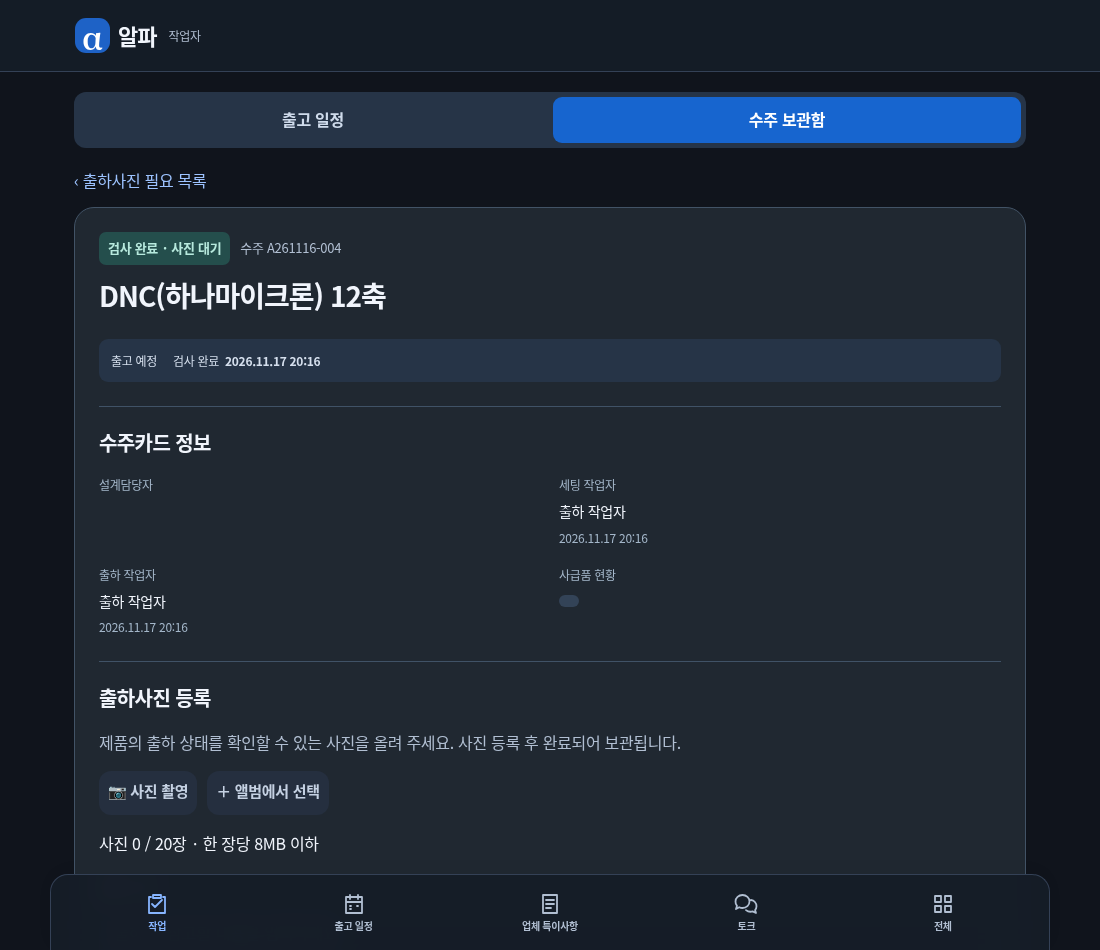 α 알파 작업자
출고 일정
수주 보관함
‹ 출하사진 필요 목록
검사 완료 · 사진 대기 수주 A261116-004
DNC(하나마이크론) 12축
출고 예정 검사 완료 2026.11.17 20:16
수주카드 정보
설계담당자
세팅 작업자
출하 작업자
2026.11.17 20:16
출하 작업자
출하 작업자
2026.11.17 20:16
사급품 현황
출하사진 등록
제품의 출하 상태를 확인할 수 있는 사진을 올려 주세요. 사진 등록 후 완료되어 보관됩니다.
📷 사진 촬영
+ 앨범에서 선택
사진 0 / 20장 · 한 장당 8MB 이하
작업
출고 일정
업체 특이사항
토크
전체